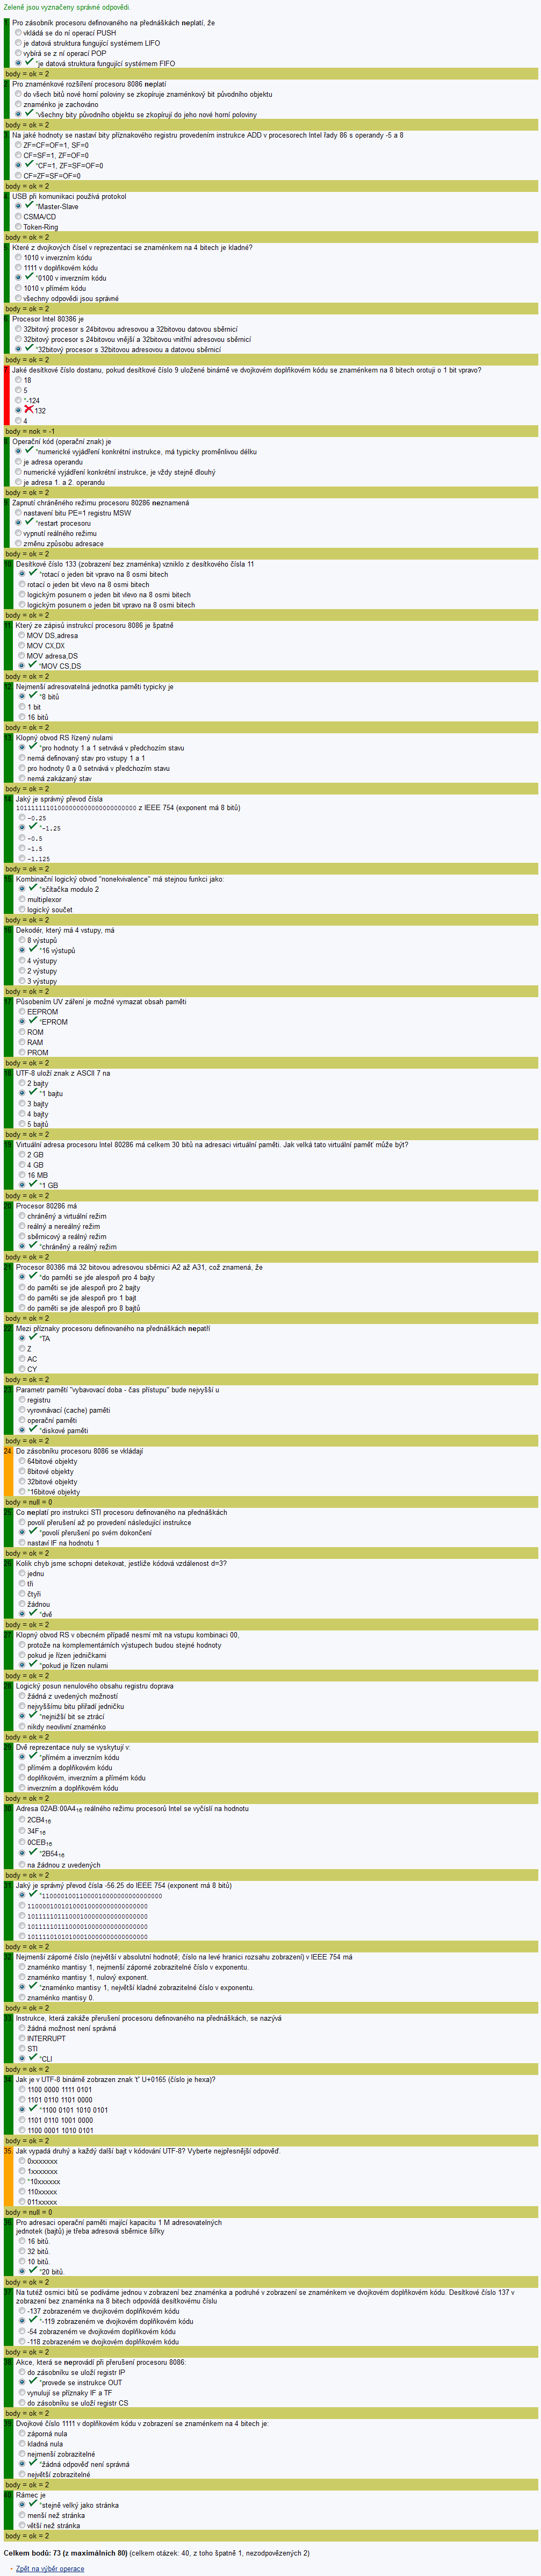 Zeleně jsou vyznačeny správné odpovědi.
1. Pro zásobník procesoru definovaného na přednáškách neplatí, že
vkládá se do ní operací PUSH
je datová struktura fungující systémem LIFO
vybírá se z ní operací POP
*je datová struktura fungující systémem FIFO
body = ok = 2
2. Pro znaménkové rozšíření procesoru 8086 neplatí
do všech bitů nové horní poloviny se zkopíruje znaménkový bit původního objektu
znaménko je zachováno
*všechny bity původního objektu se zkopírují do jeho nové horní poloviny
body = ok = 2
3. Na jaké hodnoty se nastaví bity příznakového registru provedením instrukce ADD v procesorech Intel řady 86 s operandy -5 a 8
ZF=CF=OF=1, SF=0
CF=SF=1, ZF=OF=0
*CF=1, ZF=SF=OF=0
CF=ZF=SF=OF=0
body = ok = 2
4. USB při komunikaci používá protokol
*Master-Slave
CSMA/CD
Token-Ring
body = ok = 2
5. Které z dvojkových čísel v reprezentaci se znaménkem na 4 bitech je kladné?
1010 v inverzním kódu
1111 v doplňkovém kódu
*0100 v inverzním kódu
1010 v přímém kódu
všechny odpovědi jsou správné
body = ok = 2
6. Procesor Intel 80386 je
32bitový procesor s 24bitovou adresovou a 32bitovou datovou sběrnicí
32bitový procesor s 24bitovou vnější a 32bitovou vnitřní adresovou sběrnicí
*32bitový procesor s 32bitovou adresovou a datovou sběrnicí
body = ok = 2
7. Jaké desítkové číslo dostanu, pokud desítkové číslo 9 uložené binárně ve dvojkovém doplňkovém kódu se znaménkem na 8 bitech orotuji o 1 bit vpravo?
18
5
*-124
132
4
body = nok = -1
8. Operační kód (operační znak) je
*numerické vyjádření konkrétní instrukce, má typicky proměnlivou délku
je adresa operandu
numerické vyjádření konkrétní instrukce, je vždy stejně dlouhý
je adresa 1. a 2. operandu
body = ok = 2
9. Zapnutí chráněného režimu procesoru 80286 neznamená
nastavení bitu PE=1 registru MSW
*restart procesoru
vypnutí reálného režimu
změnu způsobu adresace
body = ok = 2
10. Desítkové číslo 133 (zobrazení bez znaménka) vzniklo z desítkového čísla 11
*rotací o jeden bit vpravo na 8 osmi bitech
rotací o jeden bit vlevo na 8 osmi bitech
logickým posunem o jeden bit vlevo na 8 osmi bitech
logickým posunem o jeden bit vpravo na 8 osmi bitech
body = ok = 2
11. Který ze zápisů instrukcí procesoru 8086 je špatně
MOV DS,adresa
MOV CX,DX
MOV adresa,DS
*MOV CS,DS
body = ok = 2
12. Nejmenší adresovatelná jednotka paměti typicky je
*8 bitů
1 bit
16 bitů
body = ok = 2
13. Klopný obvod RS řízený nulami
*pro hodnoty 1 a 1 setrvává v předchozím stavu
nemá definovaný stav pro vstupy 1 a 1
pro hodnoty 0 a 0 setrvává v předchozím stavu
nemá zakázaný stav
body = ok = 2
14. Jaký je správný převod čísla
10111111101000000000000000000000 z IEEE 754 (exponent má 8 bitů)
-0.25
*-1.25
-0.5
-1.5
-1.125
body = ok = 2
15. Kombinační logický obvod "nonekvivalence" má stejnou funkci jako:
*sčítačka modulo 2
multiplexor
logický součet
body = ok = 2
16. Dekodér, který má 4 vstupy, má
8 výstupů
*16 výstupů
4 výstupy
2 výstupy
3 výstupy
body = ok = 2
17. Působením UV záření je možné vymazat obsah paměti
EEPROM
*EPROM
ROM
RAM
PROM
body = ok = 2
18. UTF-8 uloží znak z ASCII 7 na
2 bajty
*1 bajtu
3 bajty
4 bajty
5 bajtů
body = ok = 2
19. Virtuální adresa procesoru Intel 80286 má celkem 30 bitů na adresaci virtuální paměti. Jak velká tato virtuální paměť může být?
2 GB
4 GB
16 MB
*1 GB
body = ok = 2
20. Procesor 80286 má
chráněný a virtuální režim
reálný a nereálný režim
sběrnicový a reálný režim
*chráněný a reálný režim
body = ok = 2
21. Procesor 80386 má 32 bitovou adresovou sběrnici A2 až A31, což znamená, že
*do paměti se jde alespoň pro 4 bajty
do paměti se jde alespoň pro 2 bajty
do paměti se jde alespoň pro 1 bajt
do paměti se jde alespoň pro 8 bajtů
body = ok = 2
22. Mezi příznaky procesoru definovaného na přednáškách nepatří
*TA
Z
AC
CY
body = ok = 2
23. Parametr pamětí "vybavovací doba - čas přístupu" bude nejvyšší u
registru
vyrovnávací (cache) paměti
operační paměti
*diskové paměti
body = ok = 2
24. Do zásobníku procesoru 8086 se vkládají
64bitové objekty
8bitové objekty
32bitové objekty
*16bitové objekty
body = null = 0
25. Co neplatí pro instrukci STI procesoru definovaného na přednáškách
povolí přerušení až po provedení následující instrukce
*povolí přerušení po svém dokončení
nastaví IF na hodnotu 1
body = ok = 2
26. Kolik chyb jsme schopni detekovat, jestliže kódová vzdálenost d=3?
jednu
tři
čtyři
žádnou
*dvě
body = ok = 2
27. Klopný obvod RS v obecném případě nesmí mít na vstupu kombinaci 00,
protože na komplementárních výstupech budou stejné hodnoty
pokud je řízen jedničkami
*pokud je řízen nulami
body = ok = 2
28. Logický posun nenulového obsahu registru doprava
žádná z uvedených možností
nejvyššímu bitu přiřadí jedničku
*nejnižší bit se ztrácí
nikdy neovlivní znaménko
body = ok = 2
29. Dvě reprezentace nuly se vyskytují v:
*přímém a inverzním kódu
přímém a doplňkovém kódu
doplňkovém, inverzním a přímém kódu
inverzním a doplňkovém kódu
body = ok = 2
30. Adresa 02AB:00A4₁₆ reálného režimu procesorů Intel se vyčíslí na hodnotu
2CB4₁₆
34F₁₆
0CEB₁₆
*2B54₁₆
na žádnou z uvedených
body = ok = 2
31. Jaký je správný převod čísla -56.25 do IEEE 754 (exponent má 8 bitů)
*11000010011000010000000000000000
body = ok = 2
32. Nejmenší záporné číslo (největší v absolutní hodnotě; číslo na levé hranici rozsahu zobrazení) v IEEE 754 má
znaménko mantisy 1, nejmenší záporné zobrazitelné číslo v exponentu.
znaménko mantisy 1, nulový exponent.
*znaménko mantisy 1, největší kladné zobrazitelné číslo v exponentu.
znaménko mantisy 0.
body = ok = 2
33. Instrukce, která zakáže přerušení procesoru definovaného na přednáškách, se nazývá
žádná možnost není správná
INTERRUPT
STI
*CLI
body = ok = 2
34. Jak je v UTF-8 binárně zobrazen znak 'ť' U+0165 (číslo je hexa)?
1100 0000 1111 0101
1101 0110 1101 0000
*1100 0101 1010 0101
1101 0110 1001 0000
1100 0001 1010 0101
body = ok = 2
35. Jak vypadá druhý a každý další bajt v kódování UTF-8? Vyberte nejpřesnější odpověď.
0xxxxxxx
1xxxxxxx
*10xxxxxx
110xxxxx
011xxxxx
body = null = 0
36. Pro adresaci operační paměti mající kapacitu 1 M adresovatelných
jednotek (bajtů) je třeba adresová sběrnice šířky
16 bitů.
32 bitů.
10 bitů.
*20 bitů.
body = ok = 2
37. Na tutéž osmici bitů se podíváme jednou v zobrazení bez znaménka a podruhé v zobrazení se znaménkem ve dvojkovém doplňkovém kódu. Desítkové číslo 137 v
zobrazení bez znaménka na 8 bitech odpovídá desítkovému číslu
-137 zobrazeném ve dvojkovém doplňkovém kódu
*-119 zobrazeném ve dvojkovém doplňkovém kódu
-54 zobrazeném ve dvojkovém doplňkovém kódu
-118 zobrazeném ve dvojkovém doplňkovém kódu
body = ok = 2
38. Akce, která se neprovádí při přerušení procesoru 8086:
do zásobníku se uloží registr IP
*provede se instrukce OUT
vynulují se příznaky IF a TF
do zásobníku se uloží registr CS
body = ok = 2
39. Dvojkové číslo 1111 v doplňkovém kódu v zobrazení se znaménkem na 4 bitech je:
záporná nula
kladná nula
nejmenší zobrazitelné
*žádná odpověď není správná
největší zobrazitelné
body = ok = 2
40. Rámec je
*stejně velký jako stránka
menší než stránka
větší než stránka
body = ok = 2
Celkem bodů: 73 (z maximálních 80) (celkem otázek: 40, z toho špatně 1, nezodpovězených 2)
Zpět na výběr operace